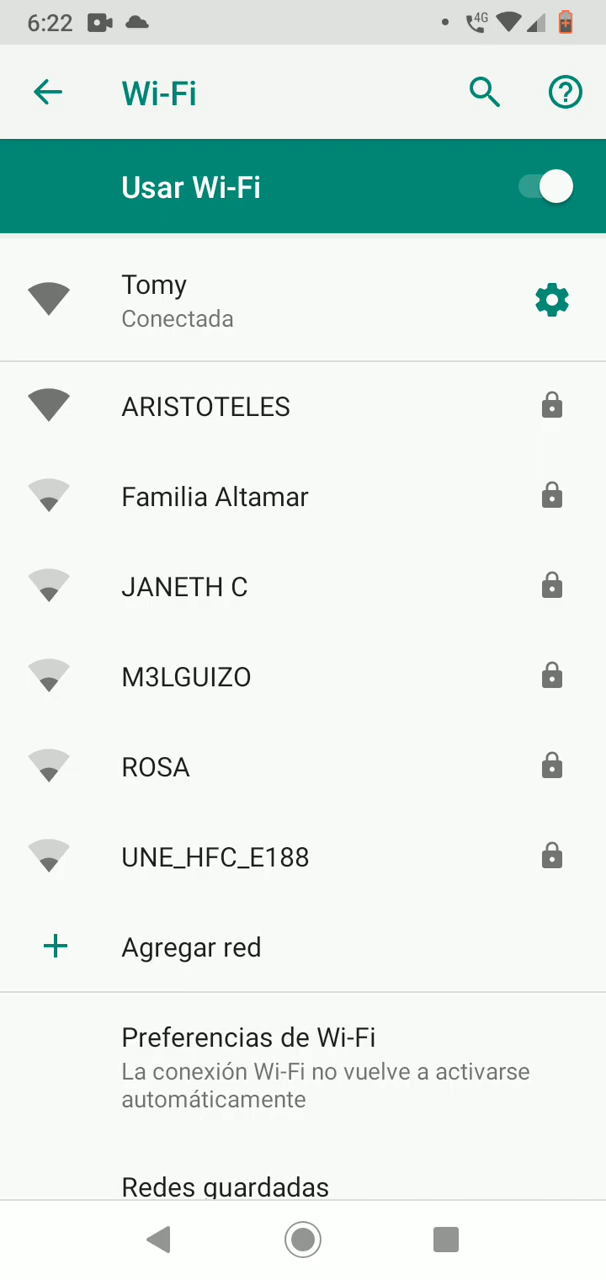 6:22
4G
Wi-Fi
Usar Wi-Fi
Tomy
Conectada
ARISTOTELES
Familia Altamar
JANETH C
M3LGUIZO
ROSA
UNE_HFC_E188
Agregar red
Preferencias de Wi-Fi
La conexión Wi-Fi no vuelve a activarse
automáticamente
Redes guardadas